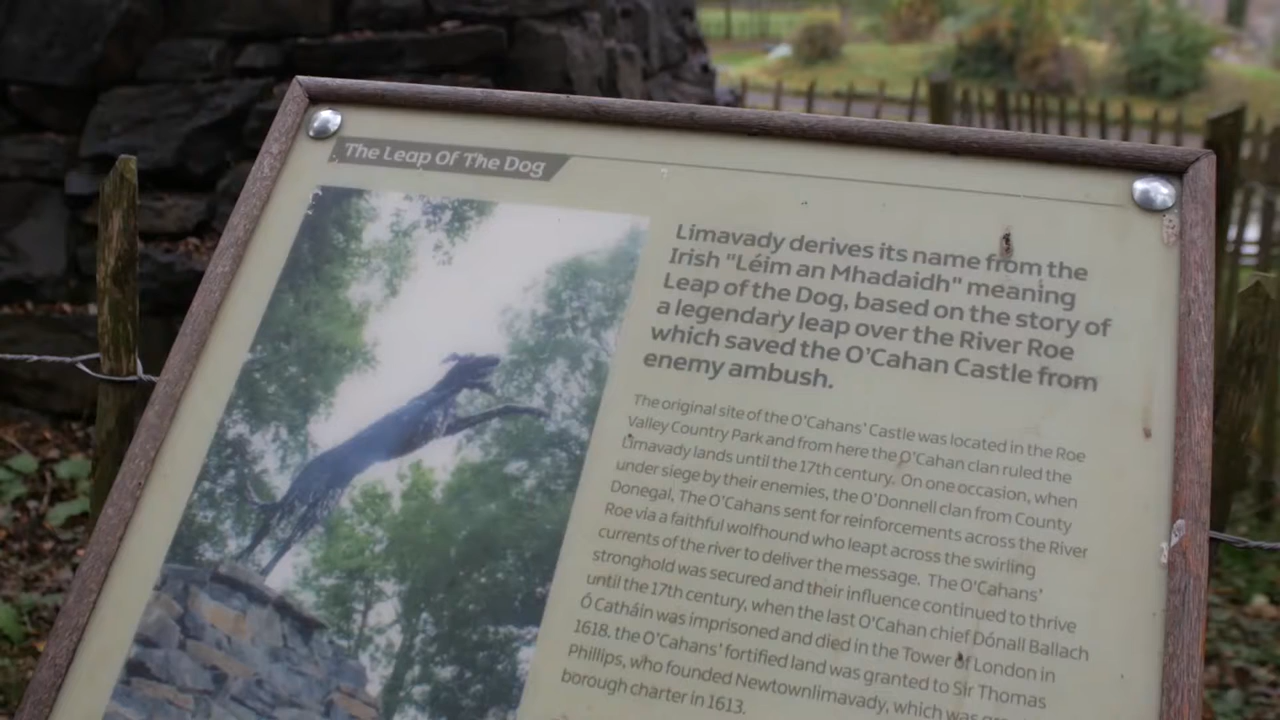 The Leap Of The Dog
Limavady derives its name from the
Irish "Léim an Mhadaidh" meaning
Leap of the Dog, based on the story of
a legendary leap over the River Roe
which saved the O'Cahan Castle from
enemy ambush.
The original site of the O'Cahans' Castle was located in the Roe
Valley Country Park and from here the O'Cahan clan ruled the
Limavady lands until the 17th century. On one occasion, when
under siege by their enemies, the O'Donnell clan from County
Donegal, The O'Cahans sent for reinforcements across the River
Roe via a faithful wolfhound who leapt across the swirling
currents of the river to deliver the message. The O'Cahans'
stronghold was secured and their influence continued to thrive
until the 17th century, when the last O'Cahan chief Dónall Ballach
Ó Catháin was imprisoned and died in the Tower of London in
1618. the O'Cahans' fortified land was granted to Sir Thomas
Phillips, who founded Newtownlimavady, which was
borough charter in 1613.